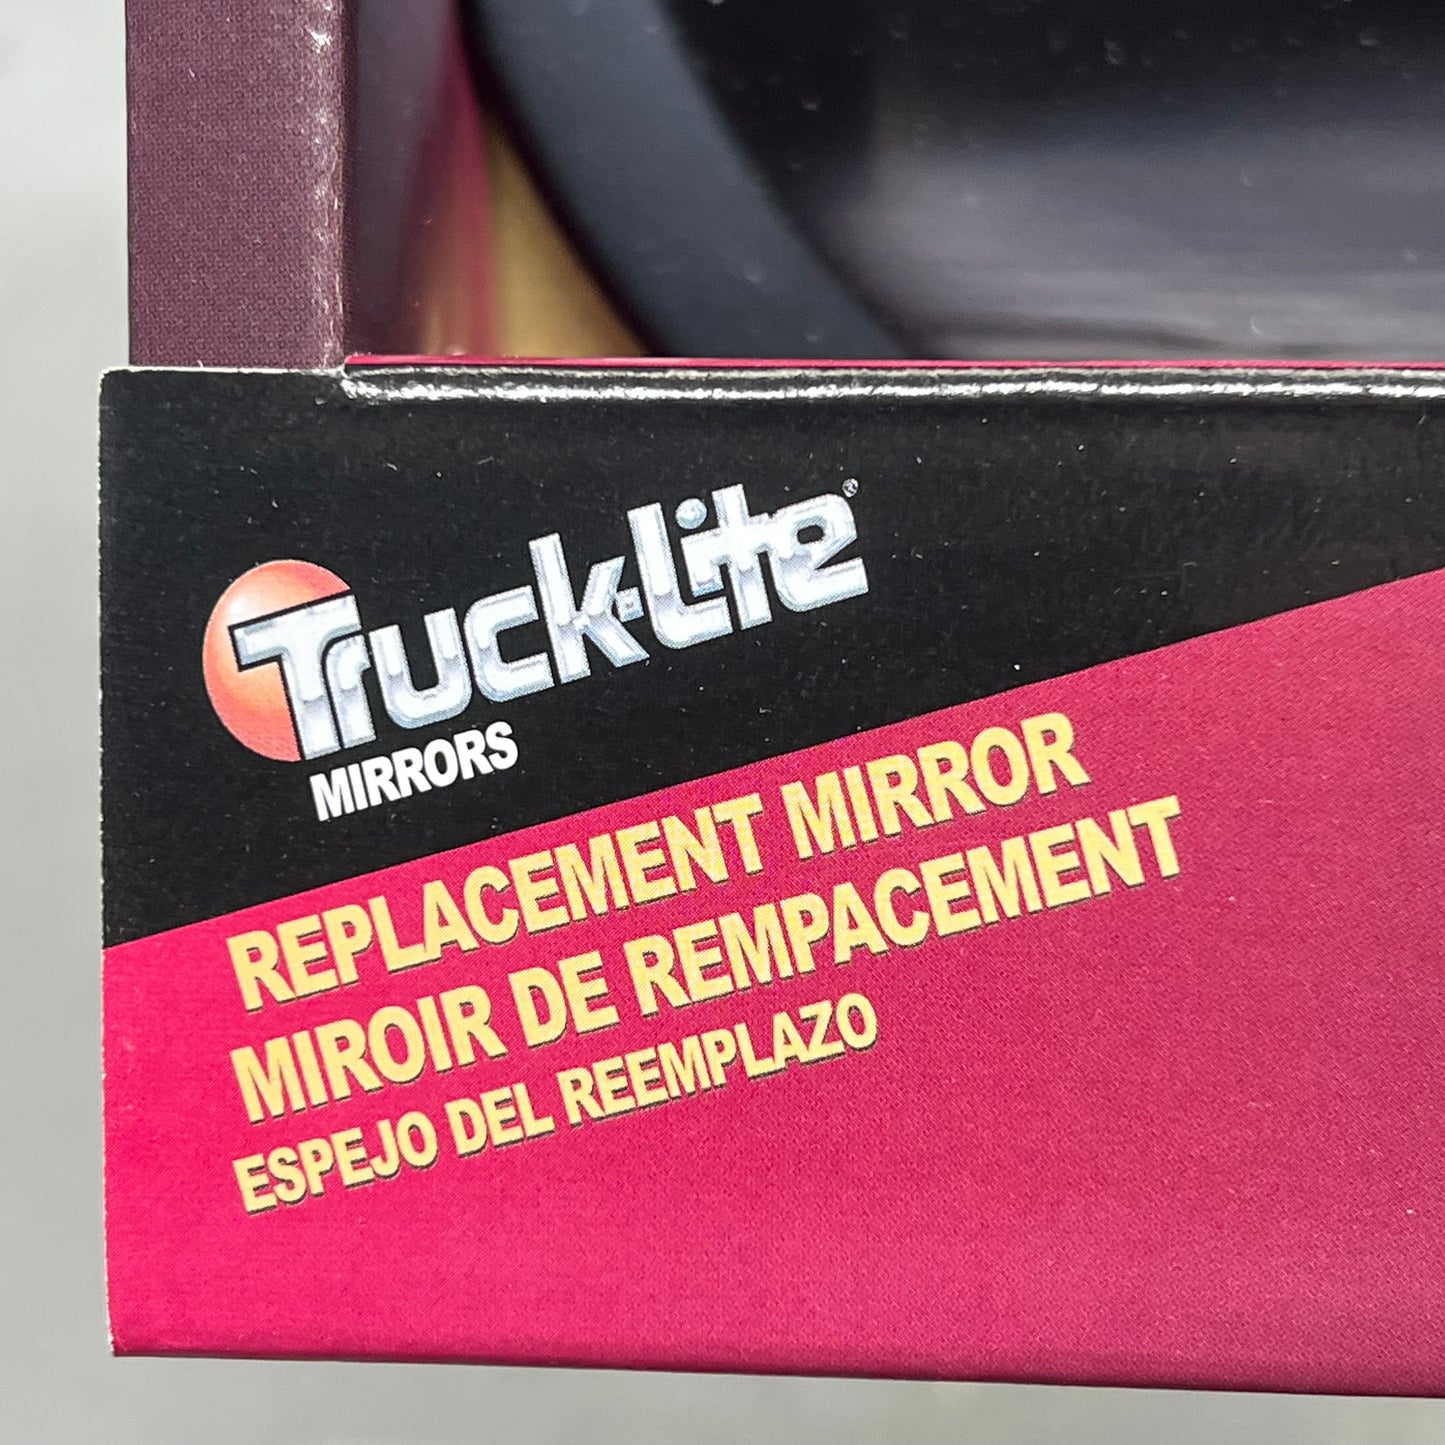 Truck-Lite®
MIRRORS
REPLACEMENT MIRROR
MIROIR DE REMPACEMENT
ESPEJO DEL REEMPLAZO